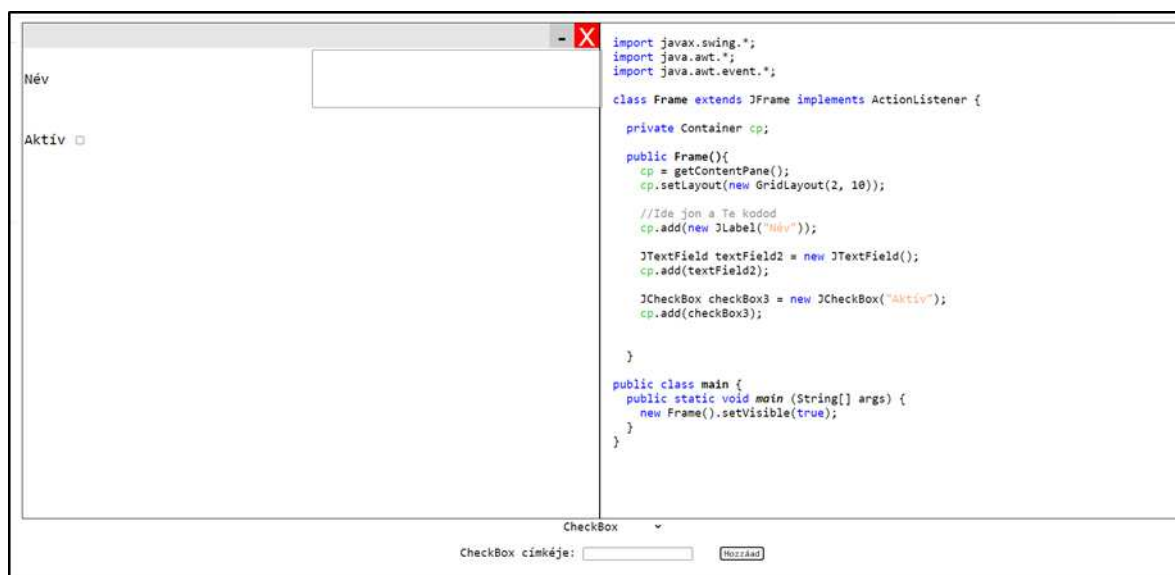 - X
Név
Aktív
import javax.swing.*;
import java.awt.*;
import java.awt.event.*;
class Frame extends JFrame implements ActionListener {
private Container cp;
public Frame(){
cp = getContentPane();
cp.setLayout(new GridLayout(2, 10));
//Ide jon a Te kodod
cp.add(new JLabel("Név"));
JTextField textField2 = new JTextField();
cp.add(textField2);
JCheckBox checkBox3 = new JCheckBox("Aktív");
cp.add(checkBox3);
}
public class main {
public static void main (String[] args) {
new Frame().setVisible(true);
}
}
CheckBox
CheckBox címkéje:
Hozzáad